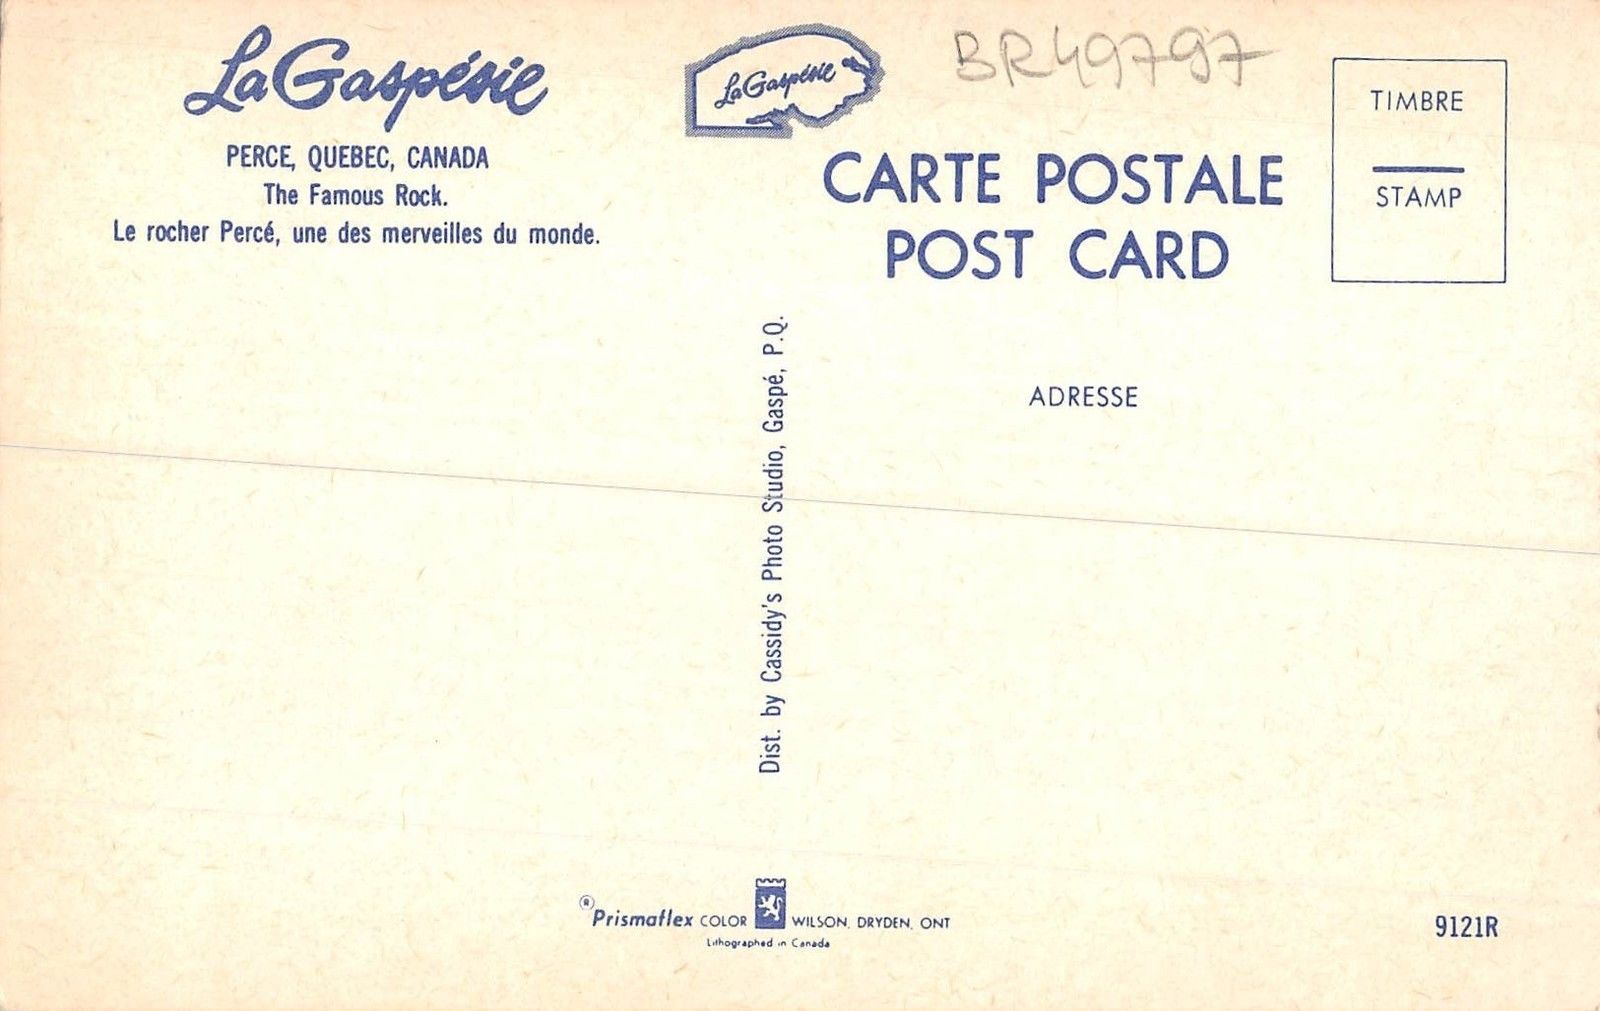 La Gaspésie
PERCE, QUEBEC, CANADA
The Famous Rock.
Le rocher Percé, une des merveilles du monde.
La Gaspésie
BR49797
CARTE POSTALE
POST CARD
TIMBRE
STAMP
ADRESSE
Dist. by Cassidy's Photo Studio, Gaspé, P.Q.
® Prismaflex COLOR WILSON, DRYDEN, ONT
Lithographed in Canada
9121R